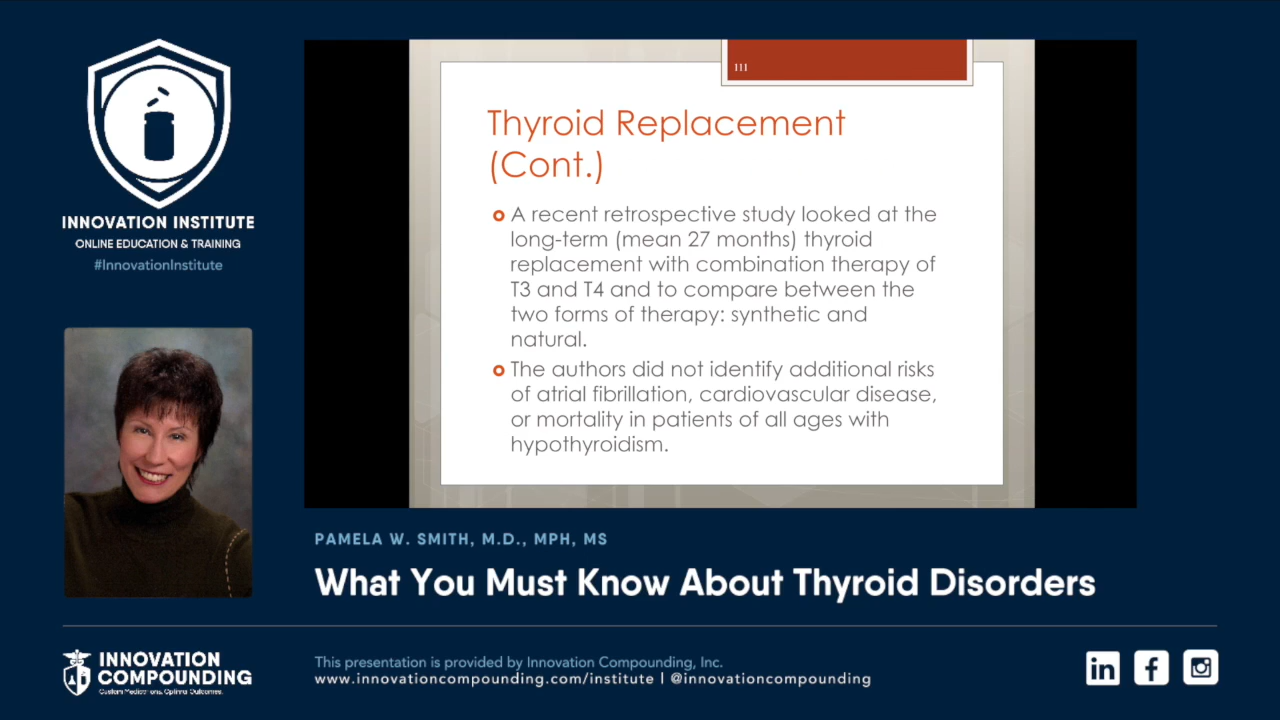 111
Thyroid Replacement
(Cont.)
A recent retrospective study looked at the
long-term (mean 27 months) thyroid
replacement with combination therapy of
T3 and T4 and to compare between the
two forms of therapy: synthetic and
natural.
The authors did not identify additional risks
of atrial fibrillation, cardiovascular disease,
or mortality in patients of all ages with
hypothyroidism.
INNOVATION INSTITUTE
ONLINE EDUCATION & TRAINING
#InnovationInstitute
PAMELA W. SMITH, M.D., MPH, MS
What You Must Know About Thyroid Disorders
INNOVATION
COMPOUNDING
Custom Medications. Optimal Outcomes.
This presentation is provided by Innovation Compounding, Inc.
www.innovationcompounding.com/institute | @innovationcompounding
in
f